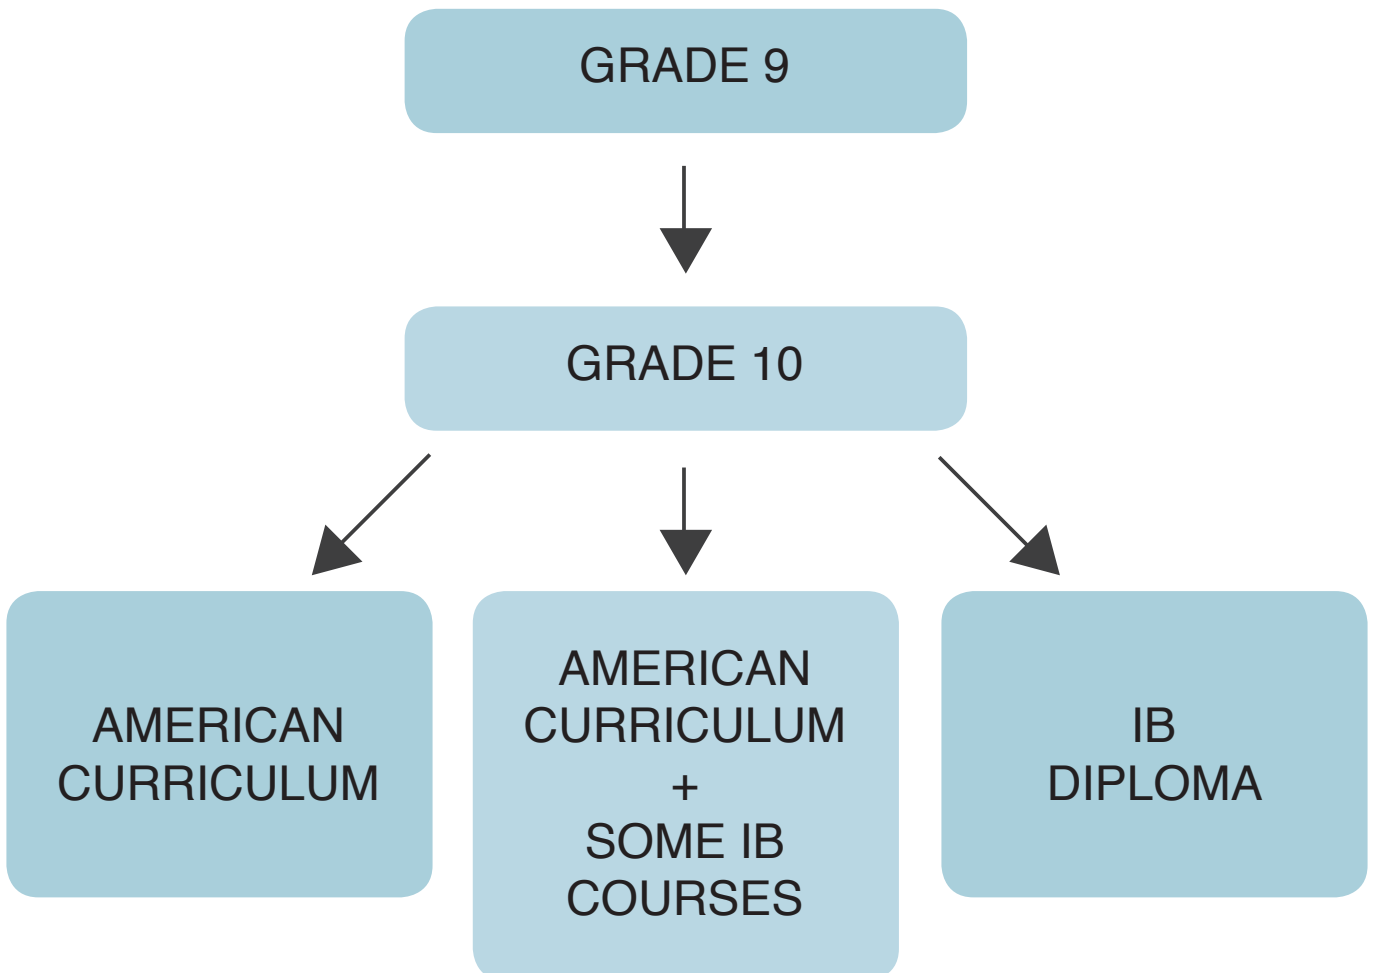 GRADE 9
GRADE 10
AMERICAN
CURRICULUM
AMERICAN
CURRICULUM
+
SOME IB
COURSES
IB
DIPLOMA